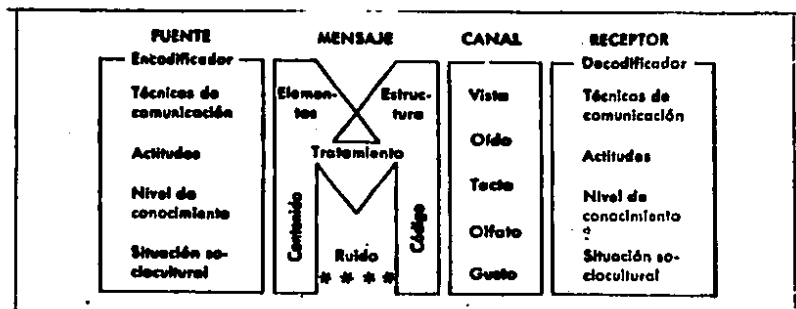 FUENTE
Encodificador
Técnicas de
comunicación
Actitudes
Nivel de
conocimiento
Situación so-
ciocultural
MENSAJE
Elemen-
tos
Estruc-
tura
Tratamiento
Contenido
Código
Ruido
* * * *
CANAL
Vista
Oído
Tacto
Olfato
Gusto
RECEPTOR
Decodificador
Técnicas de
comunicación
Actitudes
Nivel de
conocimiento
Situación so-
ciocultural